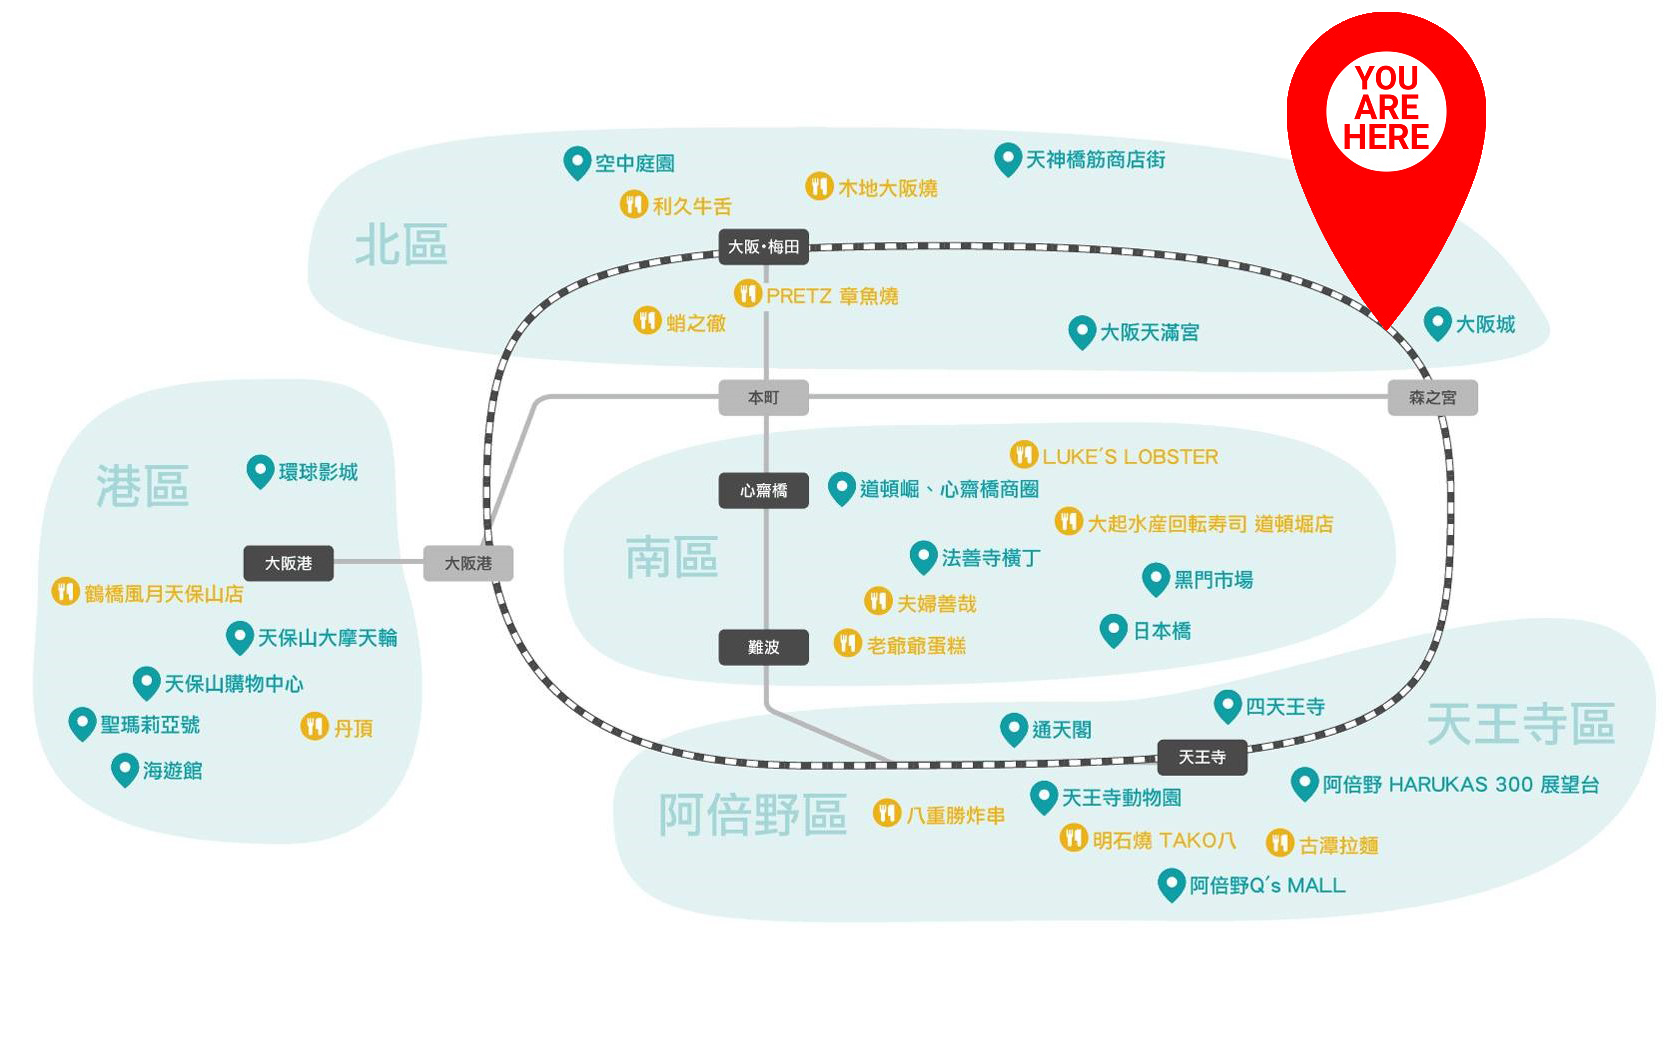 YOU
ARE
HERE
空中庭園
天神橋筋商店街
利久牛舌
木地大阪燒
北區
大阪・梅田
PRETZ 章魚燒
蛸之徹
大阪天滿宮
大阪城
本町
森之宮
港區
環球影城
LUKE´S LOBSTER
心齋橋
道頓崛、心齋橋商圈
大起水産回転寿司 道頓堀店
南區
法善寺橫丁
大阪港
大阪港
黑門市場
鶴橋風月天保山店
夫婦善哉
天保山大摩天輪
難波
老爺爺蛋糕
日本橋
天保山購物中心
聖瑪莉亞號
丹頂
海遊館
四天王寺
通天閣
天王寺區
天王寺
阿倍野 HARUKAS 300 展望台
天王寺動物園
阿倍野區
八重勝炸串
明石燒 TAKO八
古潭拉麵
阿倍野Q´s MALL